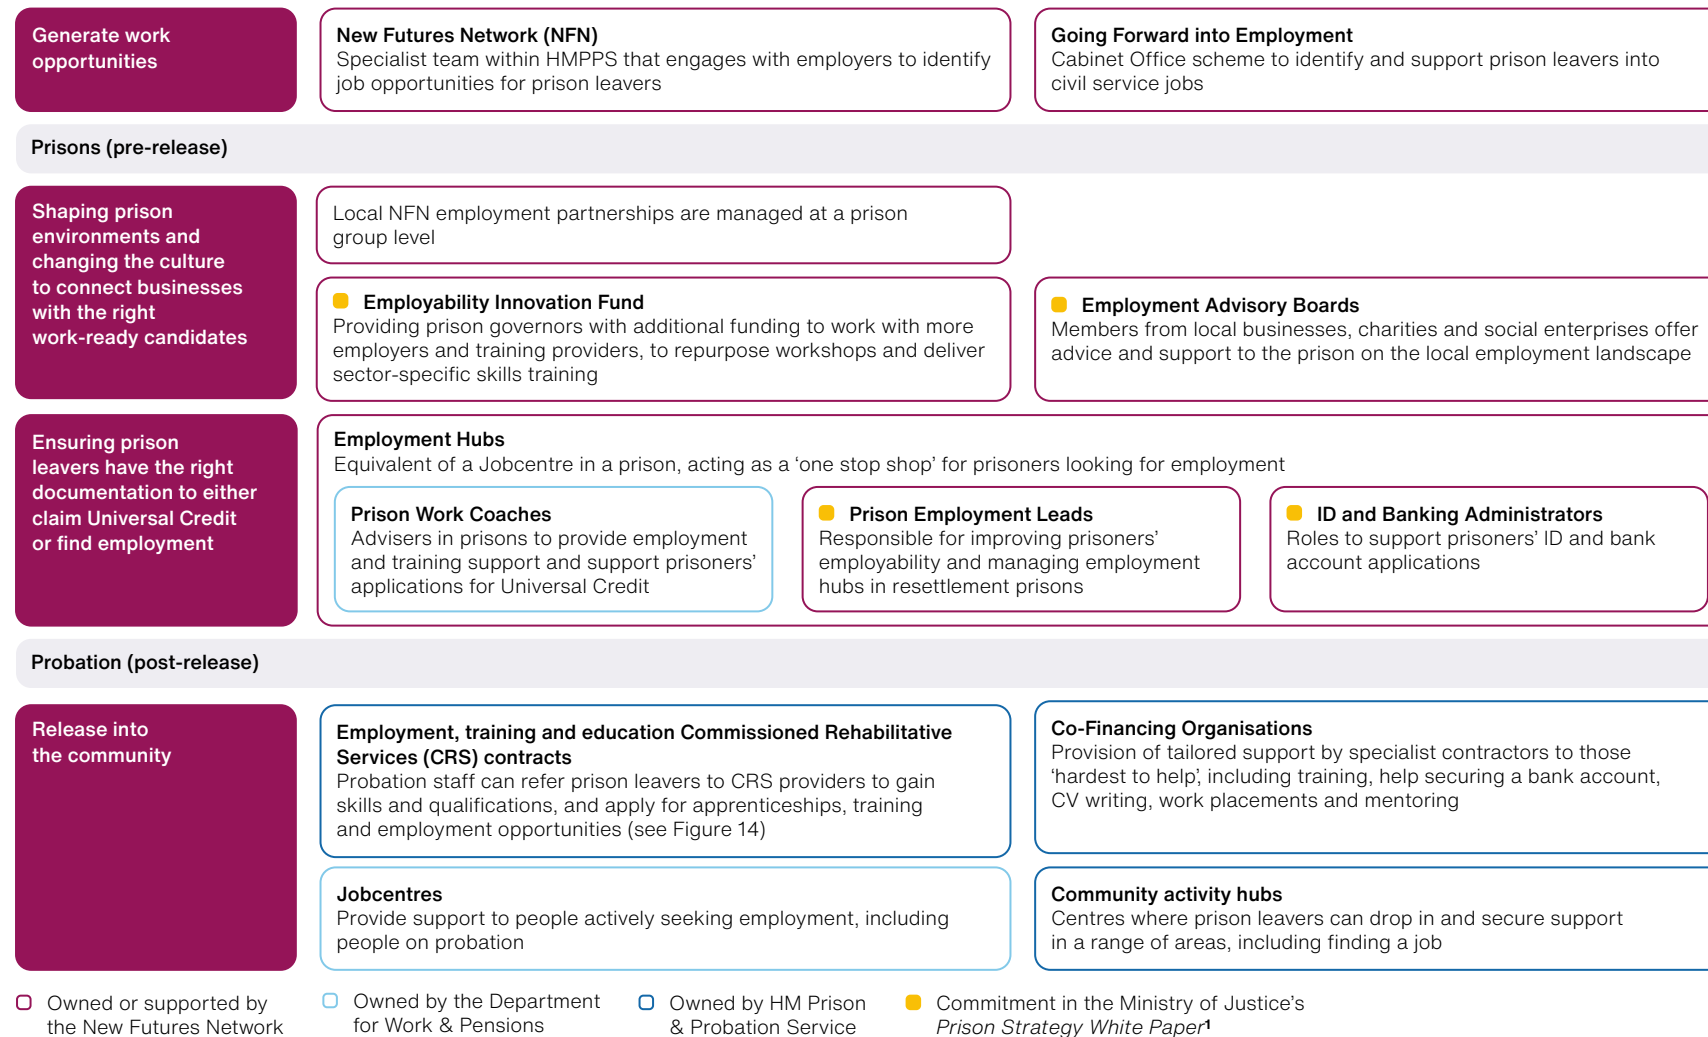 Generate work
opportunities
New Futures Network (NFN)
Specialist team within HMPPS that engages with employers to identify
job opportunities for prison leavers
Going Forward into Employment
Cabinet Office scheme to identify and support prison leavers into
civil service jobs
Prisons (pre-release)
Shaping prison
environments and
changing the culture
to connect businesses
with the right
work-ready candidates
Local NFN employment partnerships are managed at a prison
group level
Employability Innovation Fund
Providing prison governors with additional funding to work with more
employers and training providers, to repurpose workshops and deliver
sector-specific skills training
Employment Advisory Boards
Members from local businesses, charities and social enterprises offer
advice and support to the prison on the local employment landscape
Ensuring prison
leavers have the right
documentation to either
claim Universal Credit
or find employment
Employment Hubs
Equivalent of a Jobcentre in a prison, acting as a ‘one stop shop’ for prisoners looking for employment
Prison Work Coaches
Advisers in prisons to provide employment
and training support and support prisoners’
applications for Universal Credit
Prison Employment Leads
Responsible for improving prisoners’
employability and managing employment
hubs in resettlement prisons
ID and Banking Administrators
Roles to support prisoners’ ID and bank
account applications
Probation (post-release)
Release into
the community
Employment, training and education Commissioned Rehabilitative
Services (CRS) contracts
Probation staff can refer prison leavers to CRS providers to gain
skills and qualifications, and apply for apprenticeships, training
and employment opportunities (see Figure 14)
Co-Financing Organisations
Provision of tailored support by specialist contractors to those
‘hardest to help’, including training, help securing a bank account,
CV writing, work placements and mentoring
Jobcentres
Provide support to people actively seeking employment, including
people on probation
Community activity hubs
Centres where prison leavers can drop in and secure support
in a range of areas, including finding a job
Owned or supported by
the New Futures Network
Owned by the Department
for Work & Pensions
Owned by HM Prison
& Probation Service
Commitment in the Ministry of Justice’s
Prison Strategy White Paper1